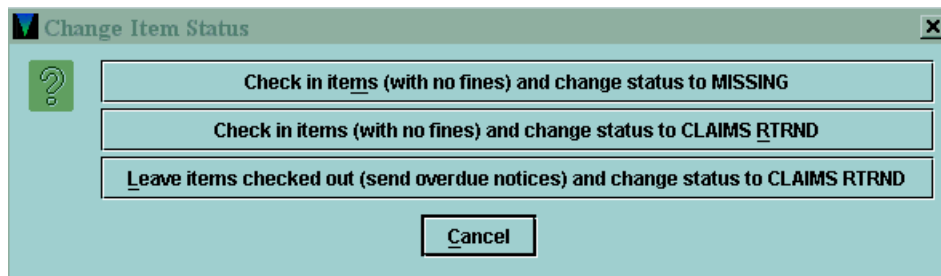 Change Item Status
Check in items (with no fines) and change status to MISSING
Check in items (with no fines) and change status to CLAIMS RTRND
Leave items checked out (send overdue notices) and change status to CLAIMS RTRND
Cancel